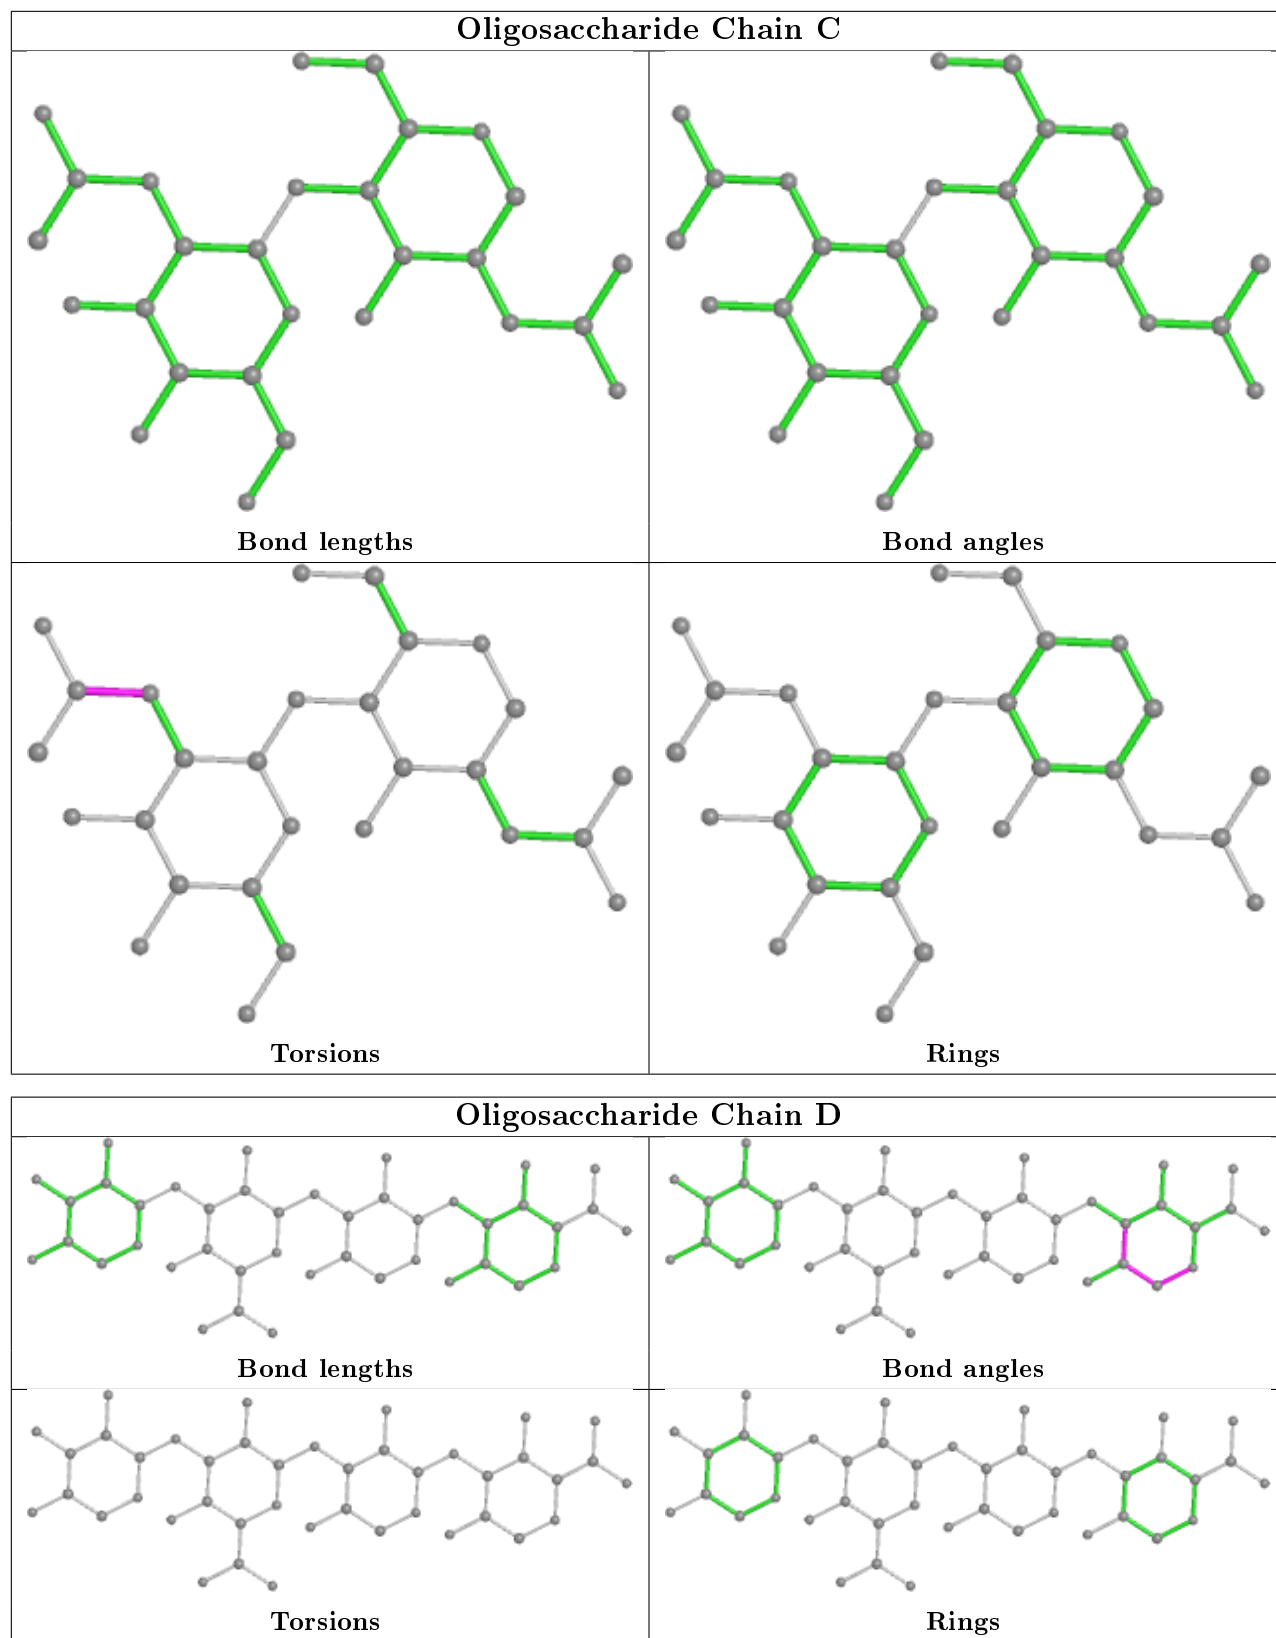 Oligosaccharide Chain C
Bond lengths
Bond angles
Torsions
Rings
Oligosaccharide Chain D
Bond lengths
Bond angles
Torsions
Rings